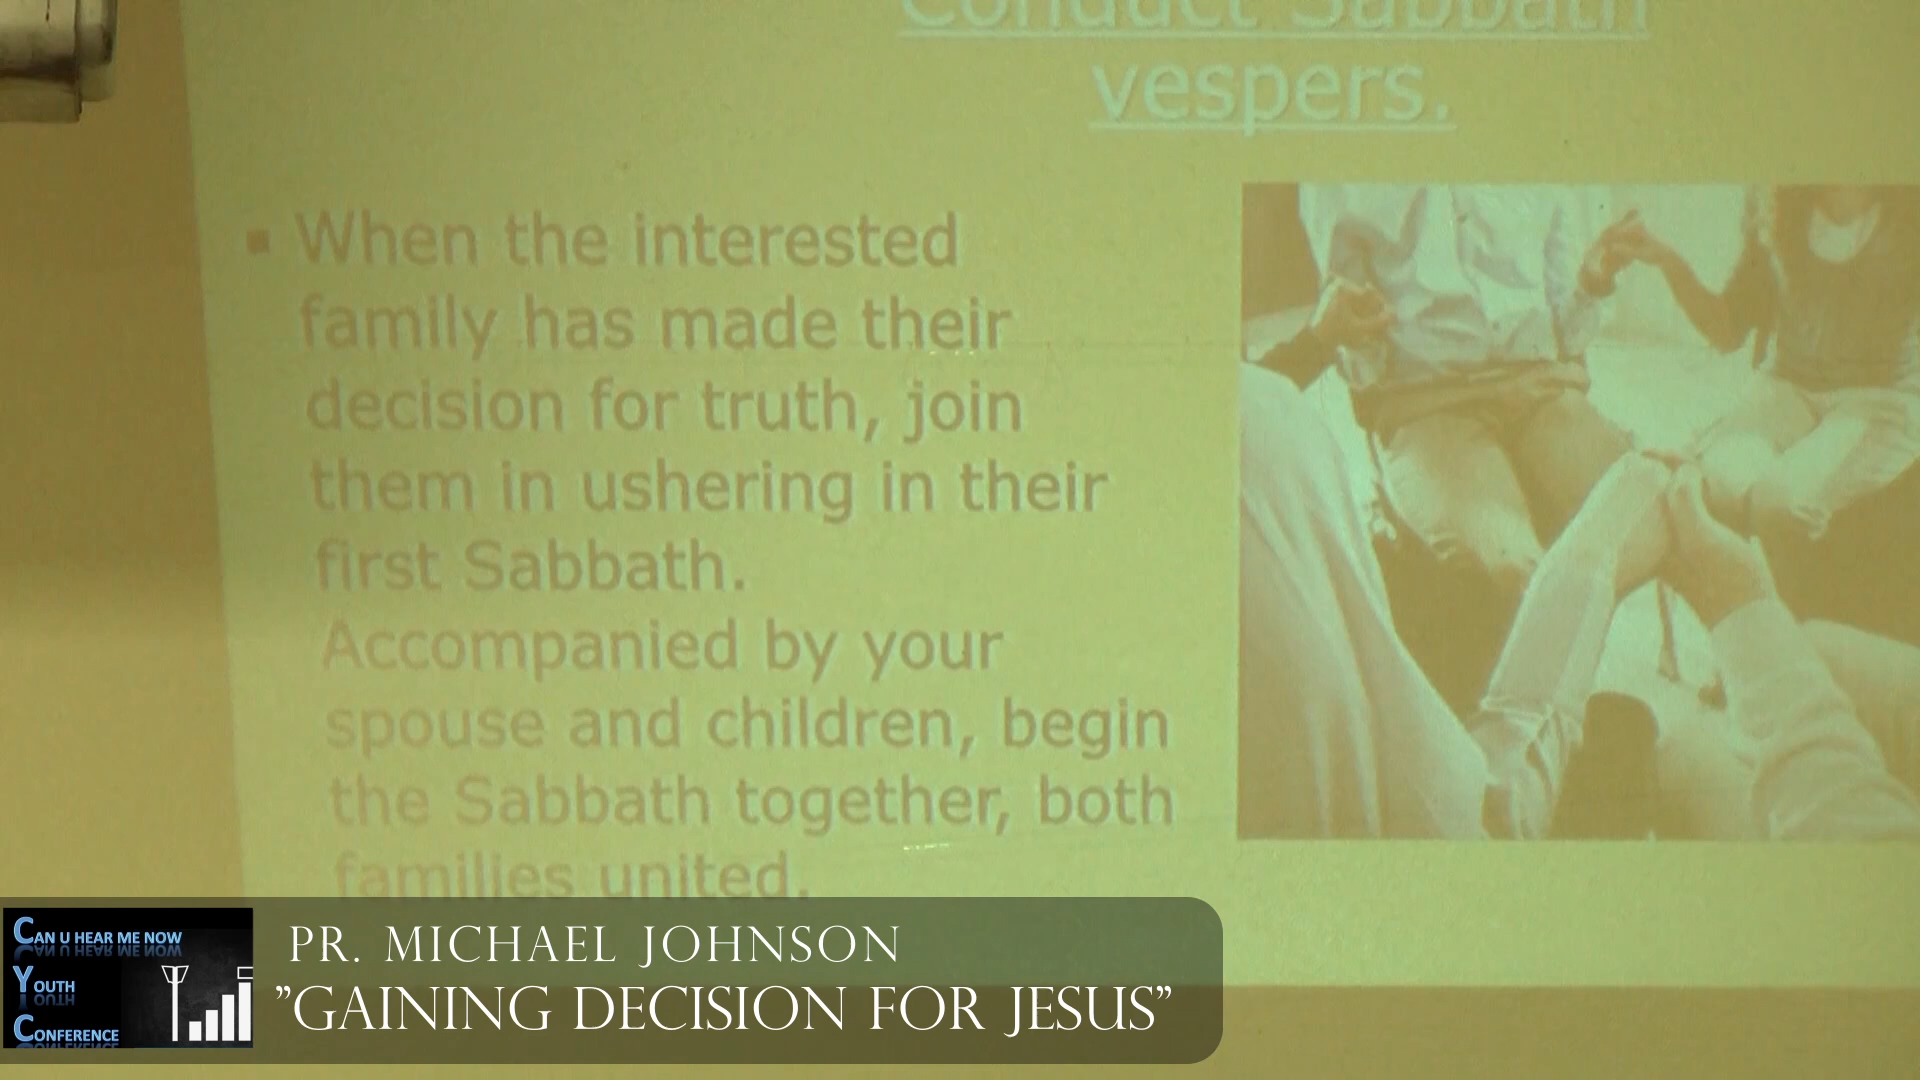 Conduct Sabbath
vespers.
▪ When the interested
family has made their
decision for truth, join
them in ushering in their
first Sabbath.
Accompanied by your
spouse and children, begin
the Sabbath together, both
families united.
CAN U HEAR ME NOW
YOUTH
CONFERENCE
PR. MICHAEL JOHNSON
"GAINING DECISION FOR JESUS"